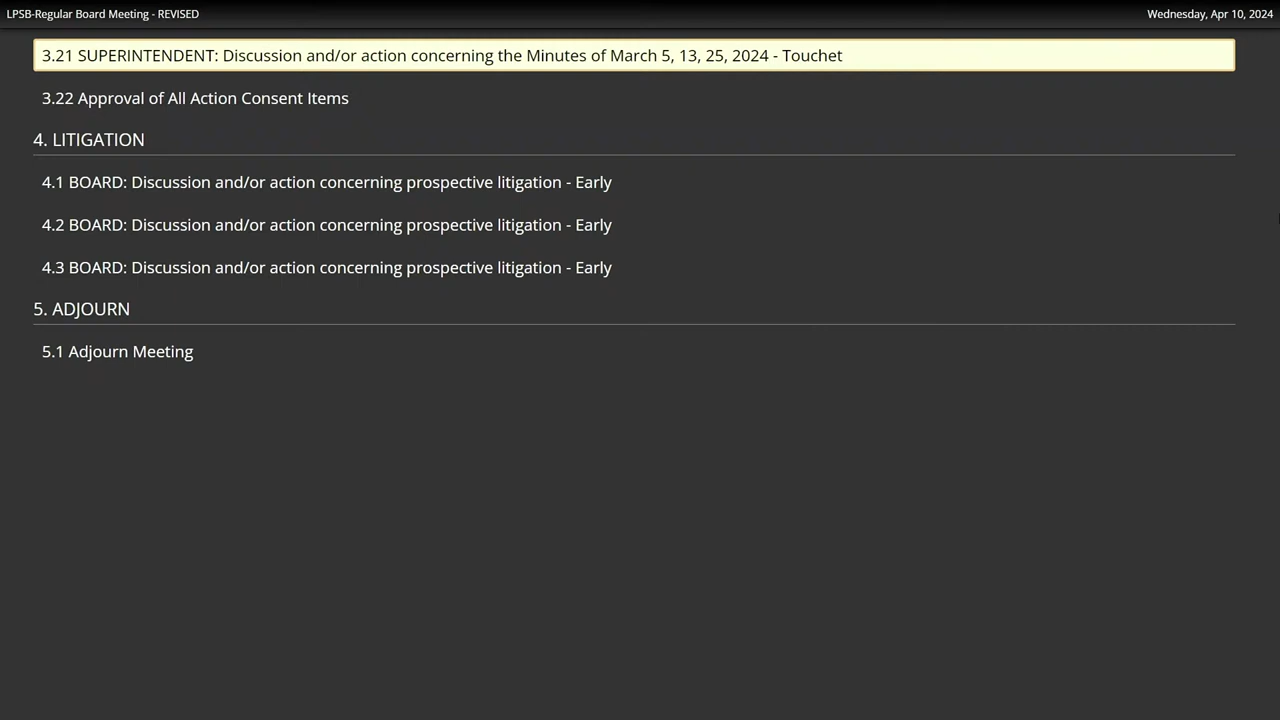 LPSB-Regular Board Meeting - REVISED
Wednesday, Apr 10, 2024
3.21 SUPERINTENDENT: Discussion and/or action concerning the Minutes of March 5, 13, 25, 2024 - Touchet
3.22 Approval of All Action Consent Items
4. LITIGATION
4.1 BOARD: Discussion and/or action concerning prospective litigation - Early
4.2 BOARD: Discussion and/or action concerning prospective litigation - Early
4.3 BOARD: Discussion and/or action concerning prospective litigation - Early
5. ADJOURN
5.1 Adjourn Meeting